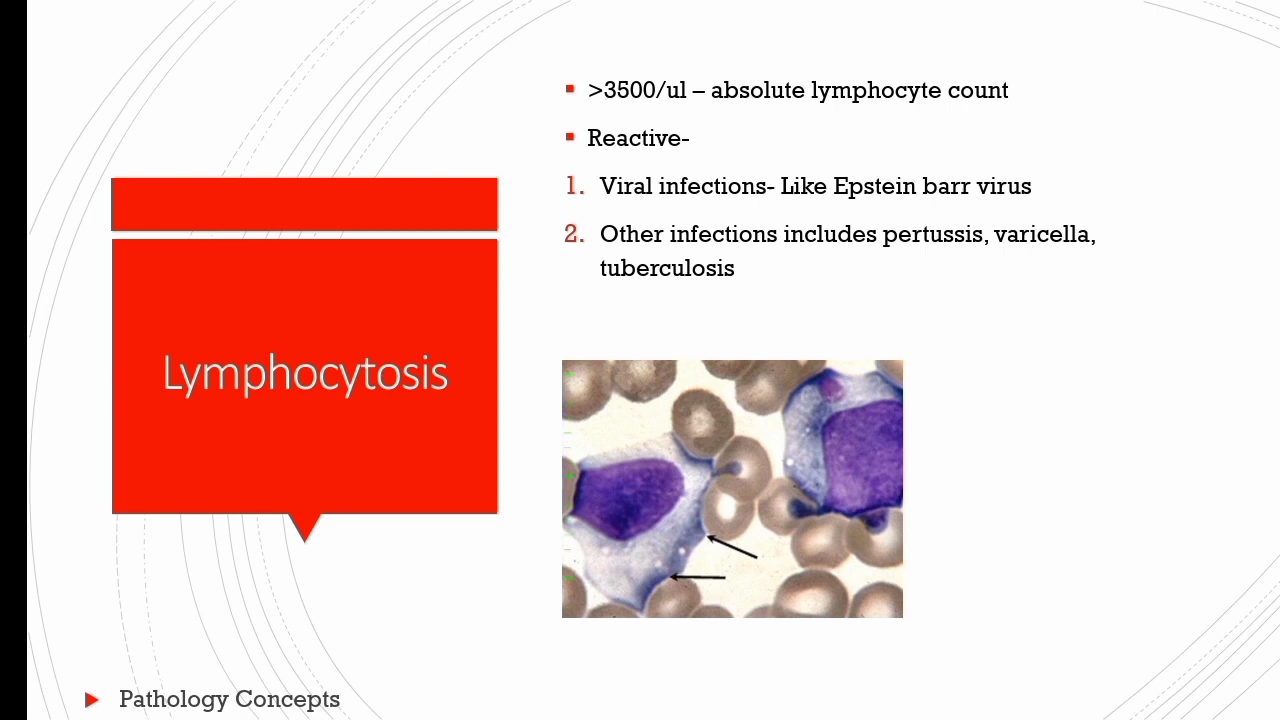 Lymphocytosis
>3500/ul – absolute lymphocyte count
Reactive-
1. Viral infections- Like Epstein barr virus
2. Other infections includes pertussis, varicella,
tuberculosis
Pathology Concepts